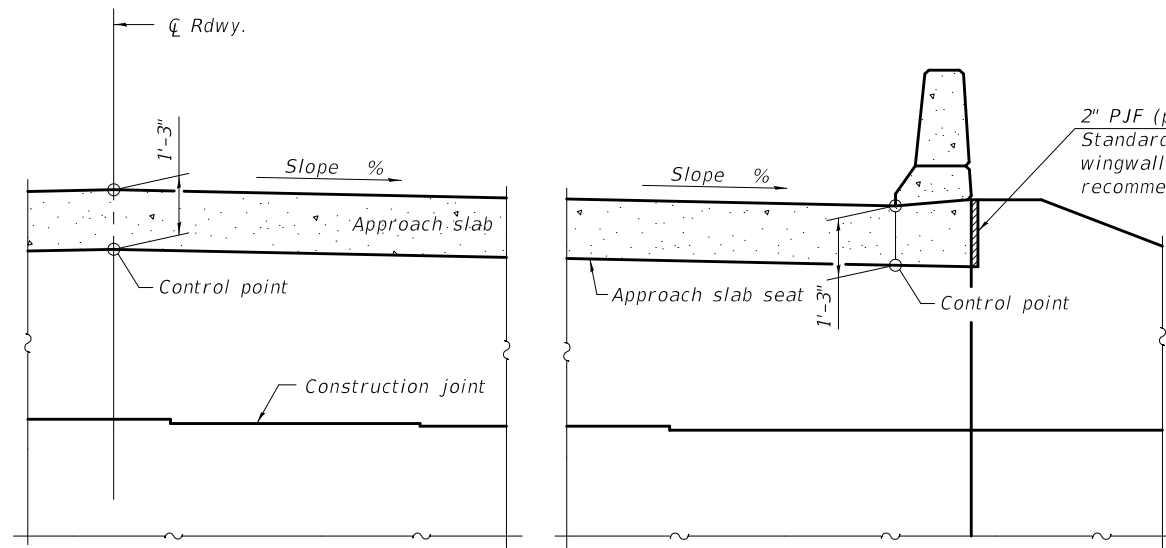 ℄ Rdwy.
1'-3"
Slope %
Approach slab
Control point
Construction joint
Slope %
2" PJF (p
Standard
wingwall
recomme
Approach slab seat
1'-3"
Control point